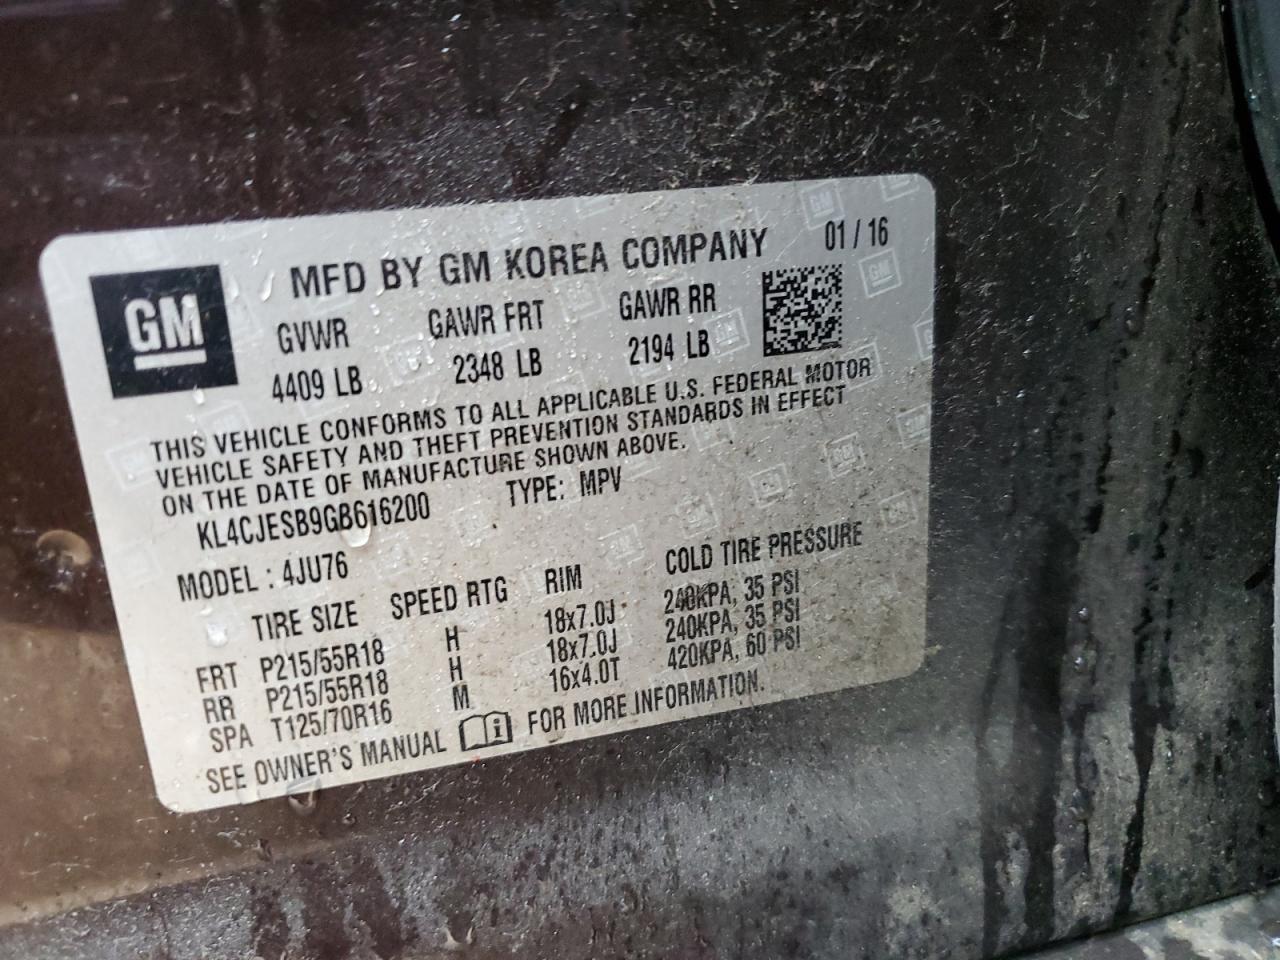 GM
MFD BY GM KOREA COMPANY 01 / 16
GVWR GAWR FRT GAWR RR
4409 LB 2348 LB 2194 LB
THIS VEHICLE CONFORMS TO ALL APPLICABLE U.S. FEDERAL MOTOR
VEHICLE SAFETY AND THEFT PREVENTION STANDARDS IN EFFECT
ON THE DATE OF MANUFACTURE SHOWN ABOVE.
KL4CJESB9GB616200 TYPE: MPV
MODEL : 4JU76
TIRE SIZE SPEED RTG RIM COLD TIRE PRESSURE
FRT P215/55R18 H 18x7.0J 240KPA, 35 PSI
RR P215/55R18 H 18x7.0J 240KPA, 35 PSI
SPA T125/70R16 M 16x4.0T 420KPA, 60 PSI
SEE OWNER'S MANUAL i FOR MORE INFORMATION.